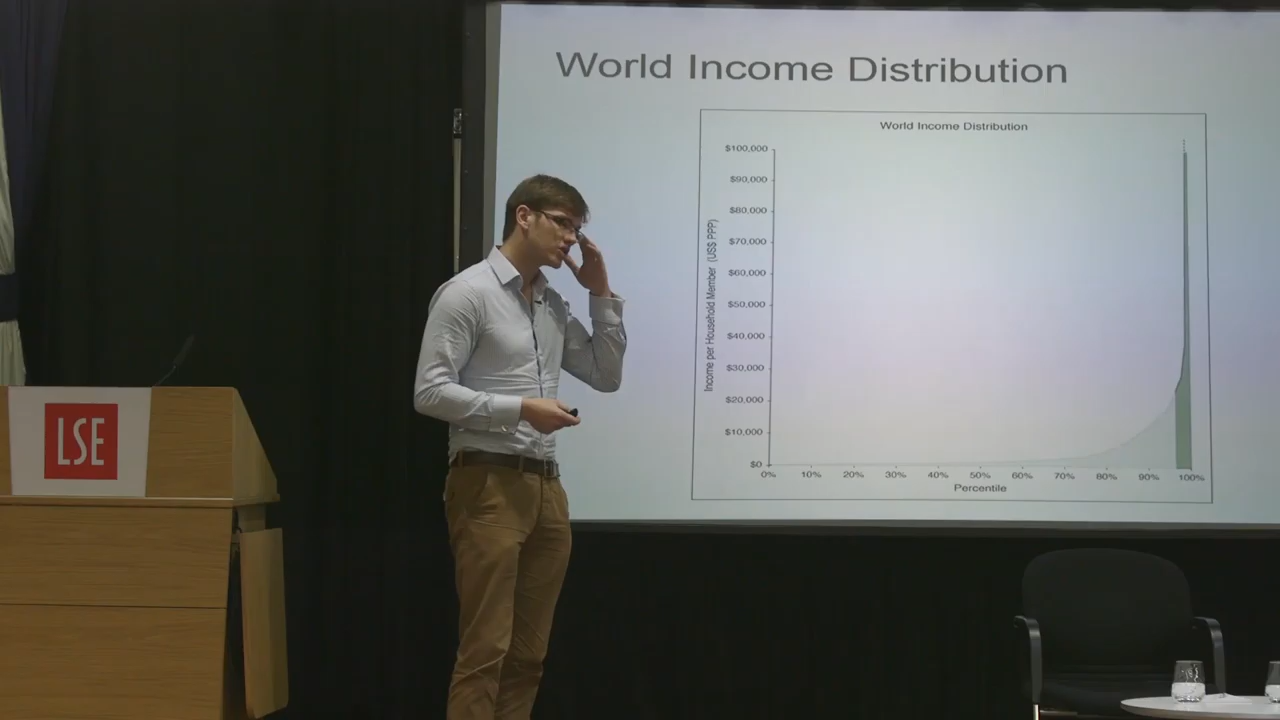 World Income Distribution
World Income Distribution
$100,000
$90,000
$80,000
$70,000
$60,000
$50,000
$40,000
$30,000
$20,000
$10,000
$0
Income per Household Member (US$ PPP)
0% 10% 20% 30% 40% 50% 60% 70% 80% 90% 100%
Percentile
LSE